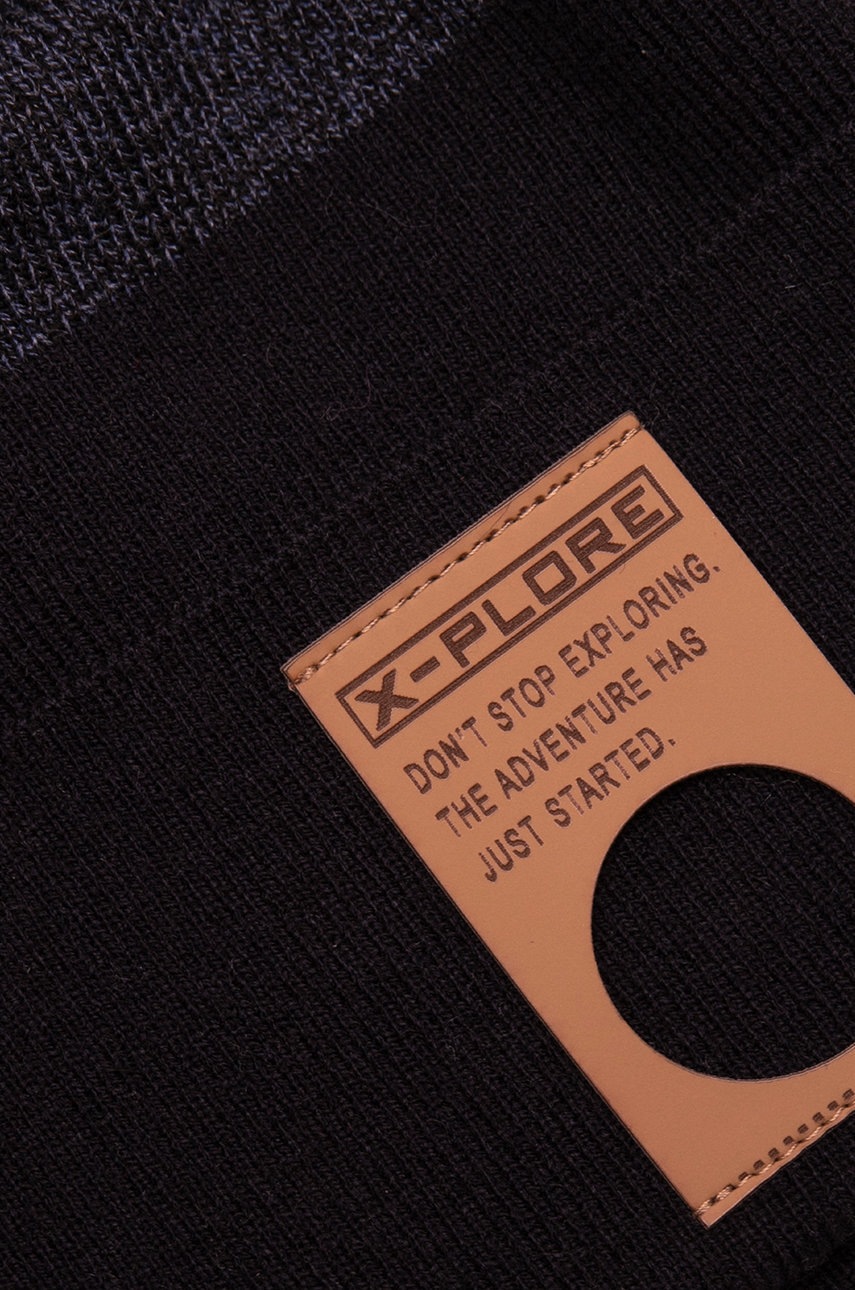 X-PLORE
DON'T STOP EXPLORING.
THE ADVENTURE HAS
JUST STARTED.